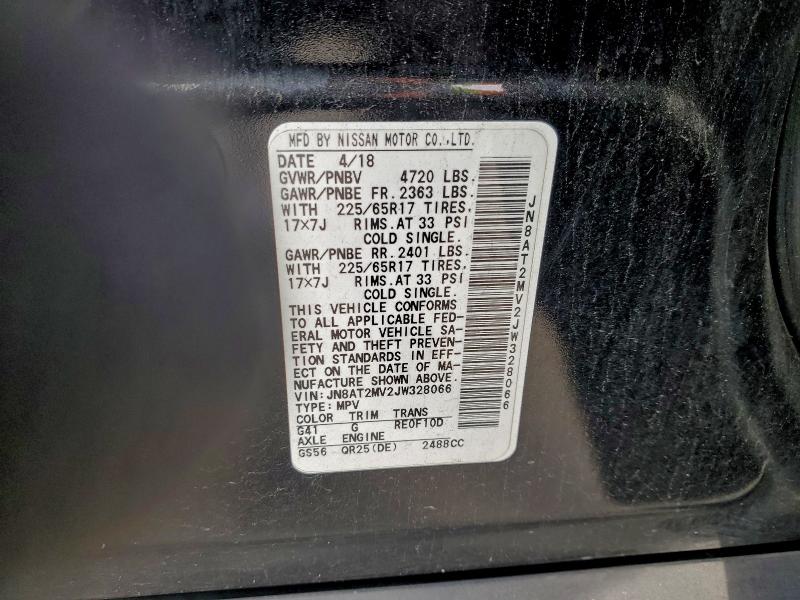 MFD BY NISSAN MOTOR CO.,LTD.
DATE 4/18
GVWR/PNBV 4720 LBS.
GAWR/PNBE FR. 2363 LBS.
WITH 225/65R17 TIRES,
17×7J RIMS.AT 33 PSI
COLD SINGLE.
GAWR/PNBE RR. 2401 LBS.
WITH 225/65R17 TIRES,
17×7J RIMS.AT 33 PSI
COLD SINGLE.
THIS VEHICLE CONFORMS
TO ALL APPLICABLE FED-
ERAL MOTOR VEHICLE SA-
FETY AND THEFT PREVEN-
TION STANDARDS IN EFF-
ECT ON THE DATE OF MA-
NUFACTURE SHOWN ABOVE.
VIN:JN8AT2MV2JW328066
TYPE:MPV
COLOR TRIM TRANS
G41 G RE0F10D
AXLE ENGINE
GS56 QR25(DE) 2488CC
JN8AT2MV2JW328066